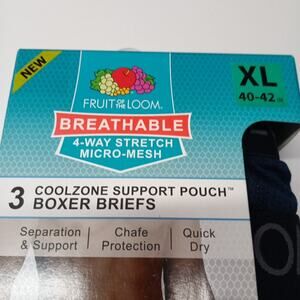 NEW
FRUIT OF THE LOOM.
XL
40-42 in
BREATHABLE
4-WAY STRETCH
MICRO-MESH
3 COOLZONE SUPPORT POUCH™
BOXER BRIEFS
Separation & Support
Chafe Protection
Quick Dry